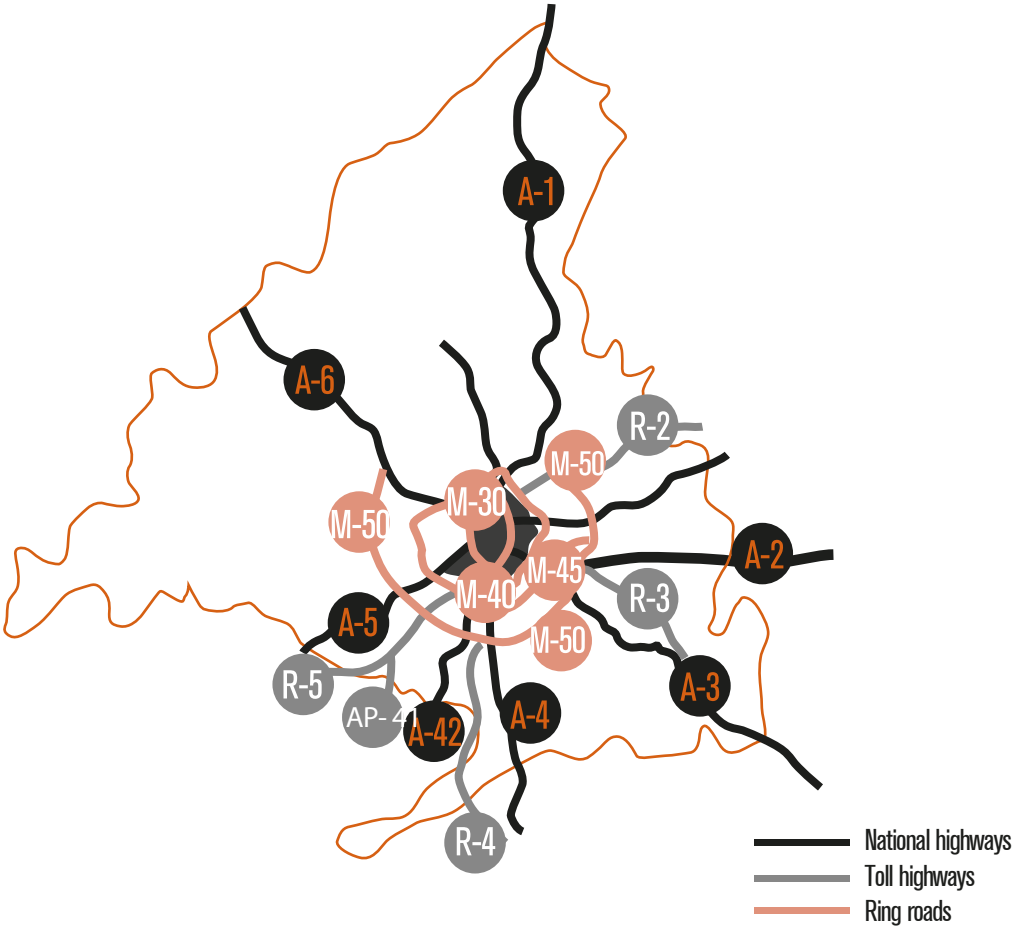 A-1
A-6
R-2
M-50
M-30
M-50
A-2
M-45
M-40
R-3
A-5
M-50
R-5
A-3
AP- 41
A-42
A-4
R-4
National highways
Toll highways
Ring roads